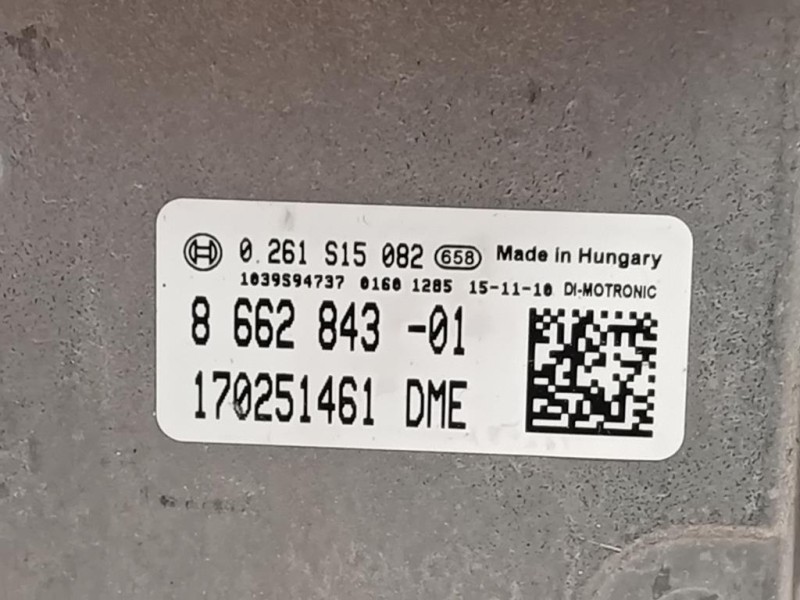 0 261 S15 082 658 Made in Hungary
1039S94737 0160 1285 15-11-10 DI-MOTRONIC
8 662 843 -01
170251461 DME